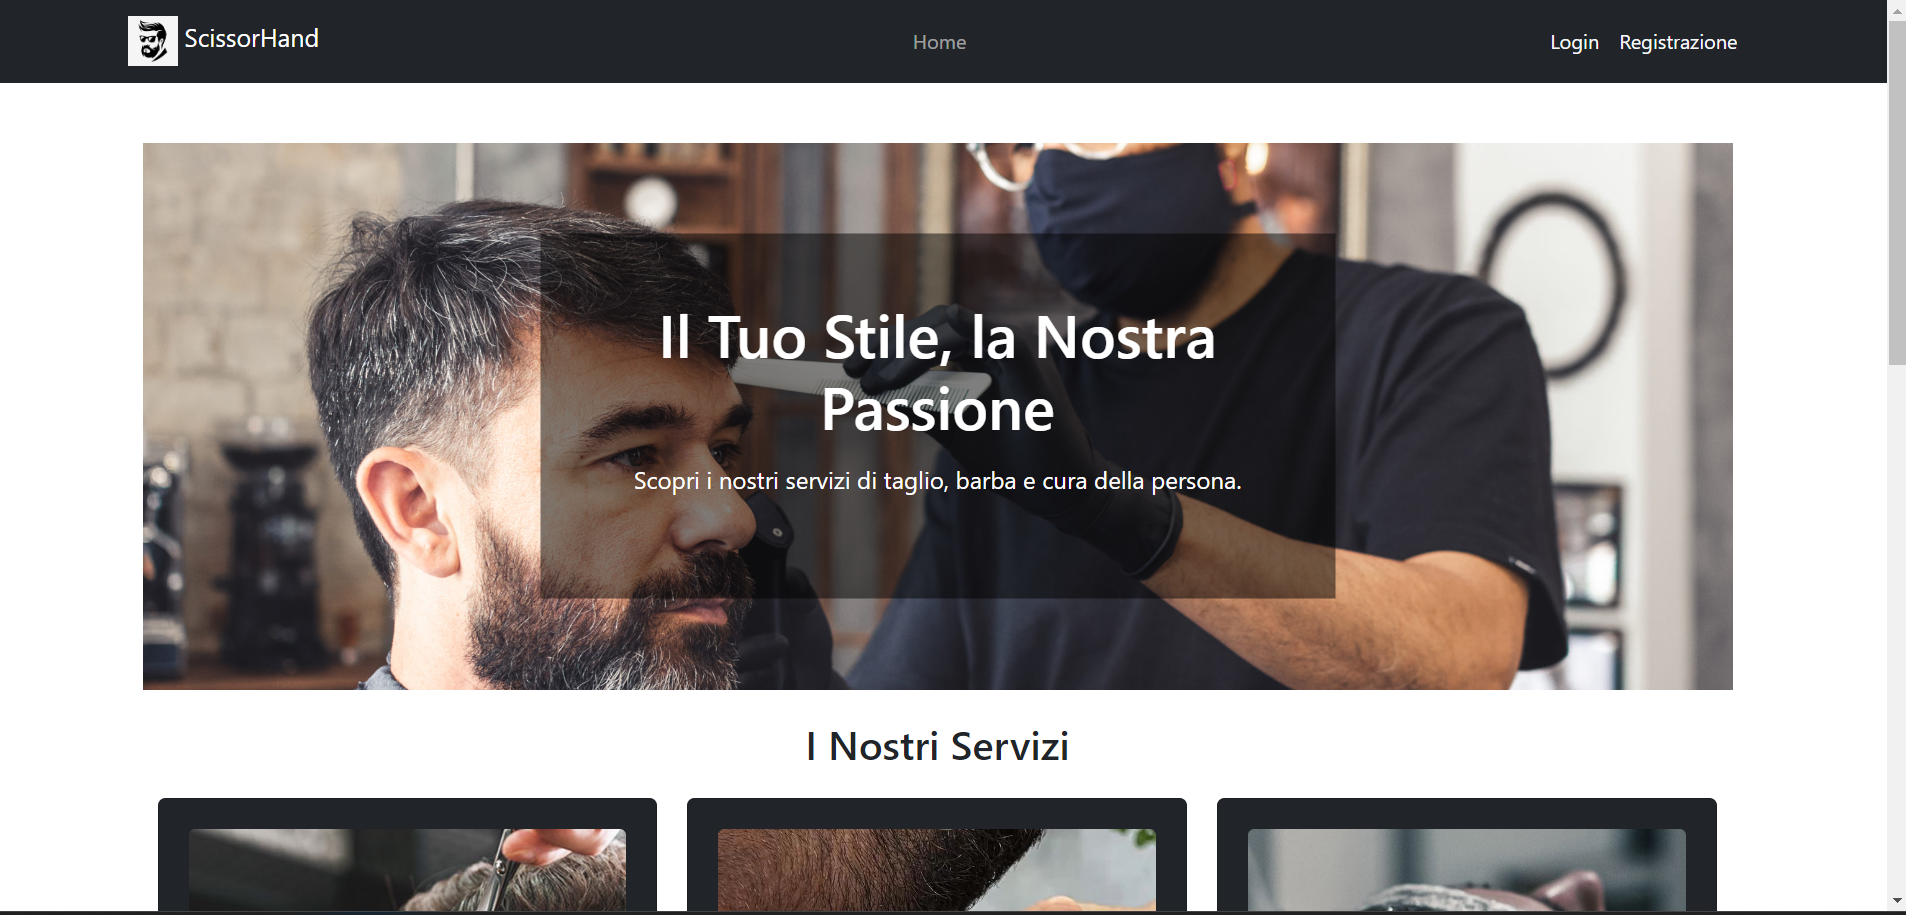 ScissorHand
Home
Login
Registrazione
Il Tuo Stile, la Nostra
Passione
Scopri i nostri servizi di taglio, barba e cura della persona.
I Nostri Servizi